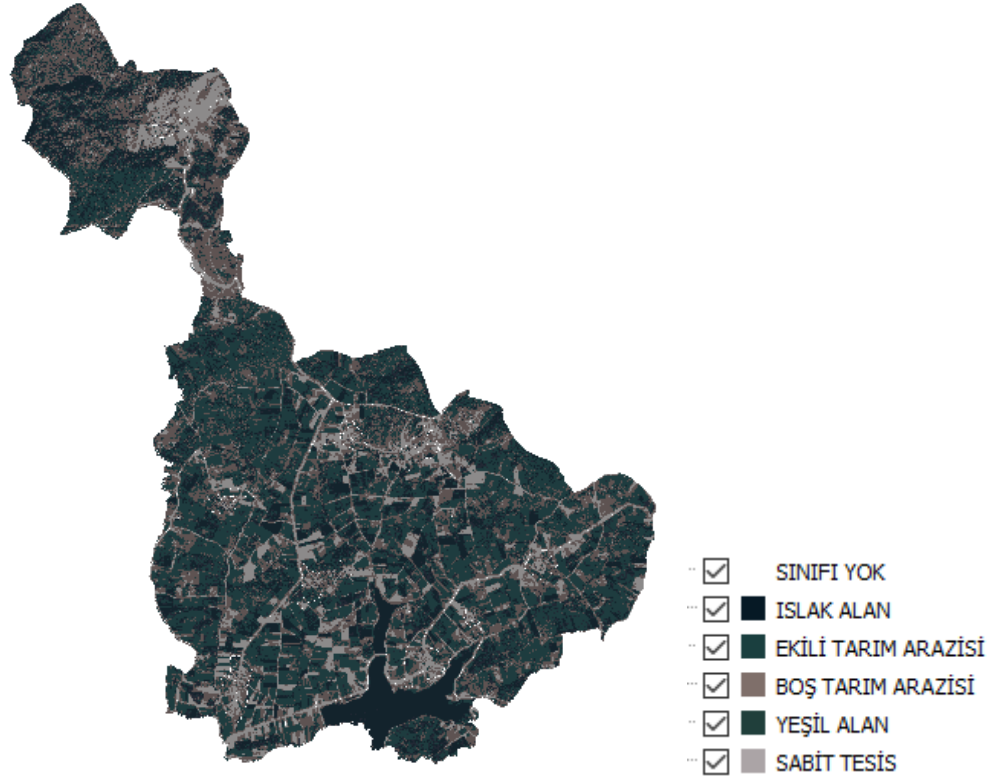 SINIFI YOK
ISLAK ALAN
EKİLİ TARIM ARAZİSİ
BOŞ TARIM ARAZİSİ
YEŞİL ALAN
SABİT TESİS